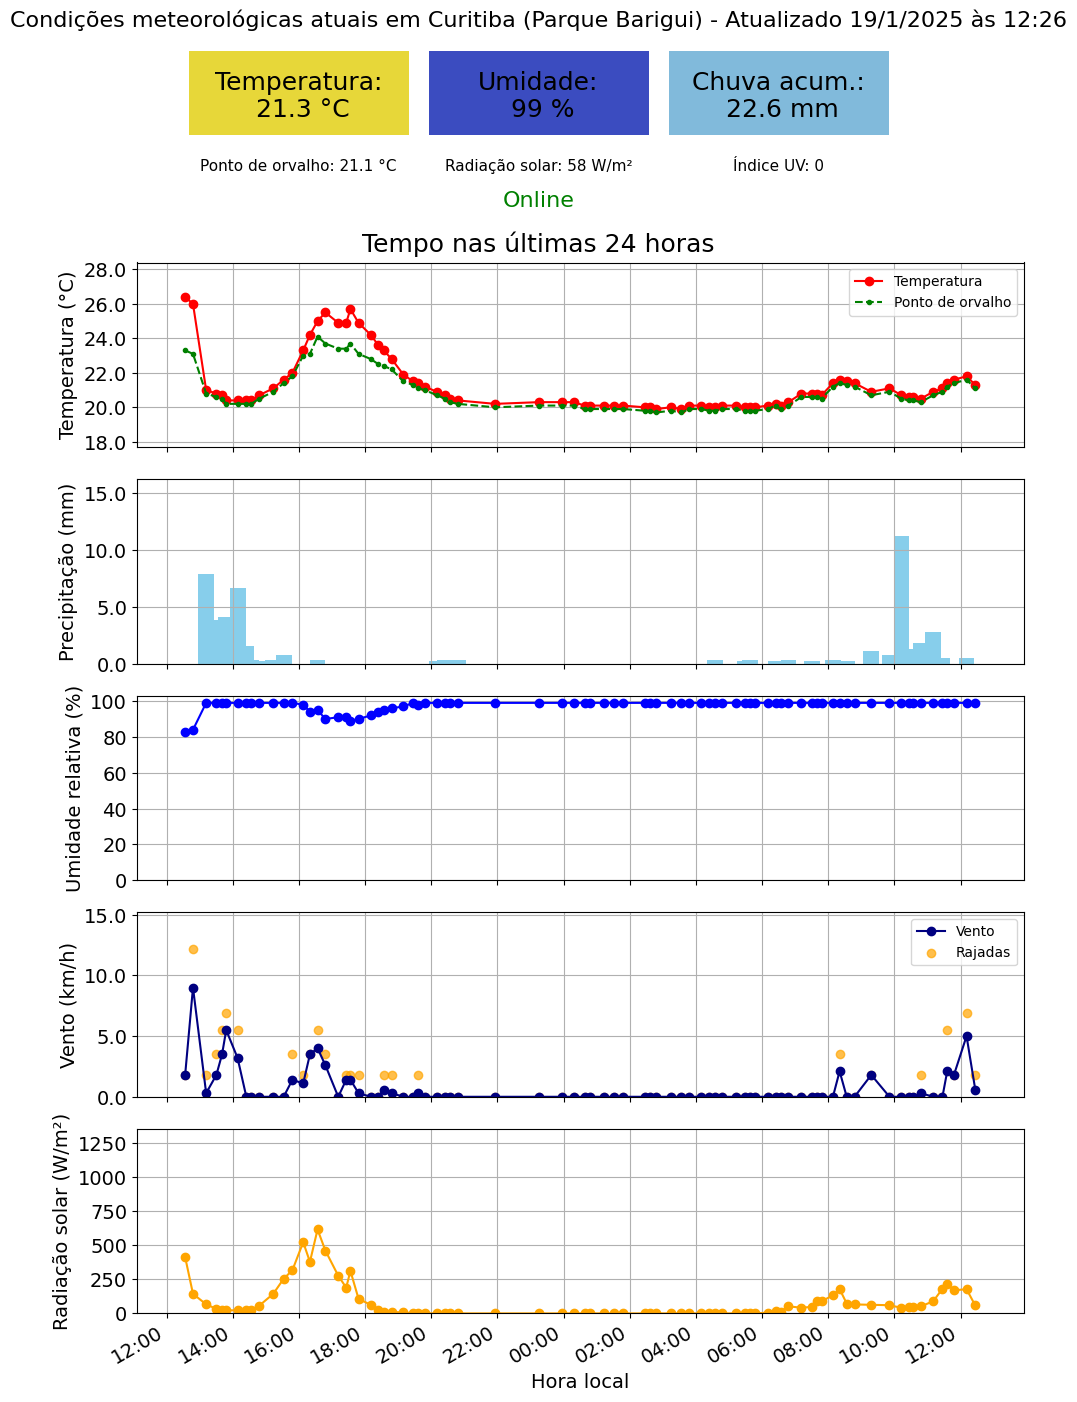 Condições meteorológicas atuais em Curitiba (Parque Barigui) - Atualizado 19/1/2025 às 12:26
Temperatura:
21.3 °C
Umidade:
99 %
Chuva acum.:
22.6 mm
Ponto de orvalho: 21.1 °C
Radiação solar: 58 W/m²
Índice UV: 0
Online
Tempo nas últimas 24 horas
Temperatura (°C)
28.0
26.0
24.0
22.0
20.0
18.0
Temperatura
Ponto de orvalho
Precipitação (mm)
15.0
10.0
5.0
0.0
Umidade relativa (%)
100
80
60
40
20
0
Vento (km/h)
15.0
10.0
5.0
0.0
Vento
Rajadas
Radiação solar (W/m²)
1250
1000
750
500
250
0
12:00
14:00
16:00
18:00
20:00
22:00
00:00
02:00
04:00
06:00
08:00
10:00
12:00
Hora local